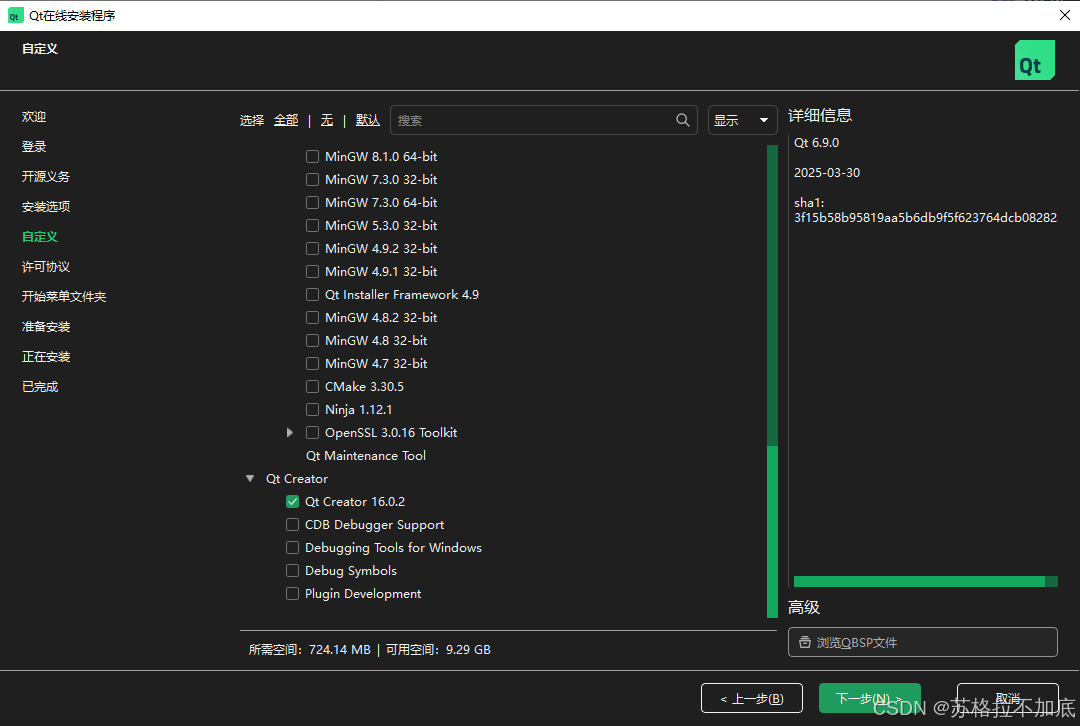 Qt Qt在线安装程序
自定义
Qt
欢迎
登录
开源义务
安装选项
自定义
许可协议
开始菜单文件夹
准备安装
正在安装
已完成
选择 全部 | 无 | 默认
搜索
显示
MinGW 8.1.0 64-bit
MinGW 7.3.0 32-bit
MinGW 7.3.0 64-bit
MinGW 5.3.0 32-bit
MinGW 4.9.2 32-bit
MinGW 4.9.1 32-bit
Qt Installer Framework 4.9
MinGW 4.8.2 32-bit
MinGW 4.8 32-bit
MinGW 4.7 32-bit
CMake 3.30.5
Ninja 1.12.1
OpenSSL 3.0.16 Toolkit
Qt Maintenance Tool
Qt Creator
Qt Creator 16.0.2
CDB Debugger Support
Debugging Tools for Windows
Debug Symbols
Plugin Development
所需空间: 724.14 MB | 可用空间: 9.29 GB
详细信息
Qt 6.9.0
2025-03-30
sha1:
3f15b58b95819aa5b6db9f5f623764dcb08282
高级
浏览QBSP文件
< 上一步(B)
下一步(N) >
取消
CSDN @苏格拉不加底